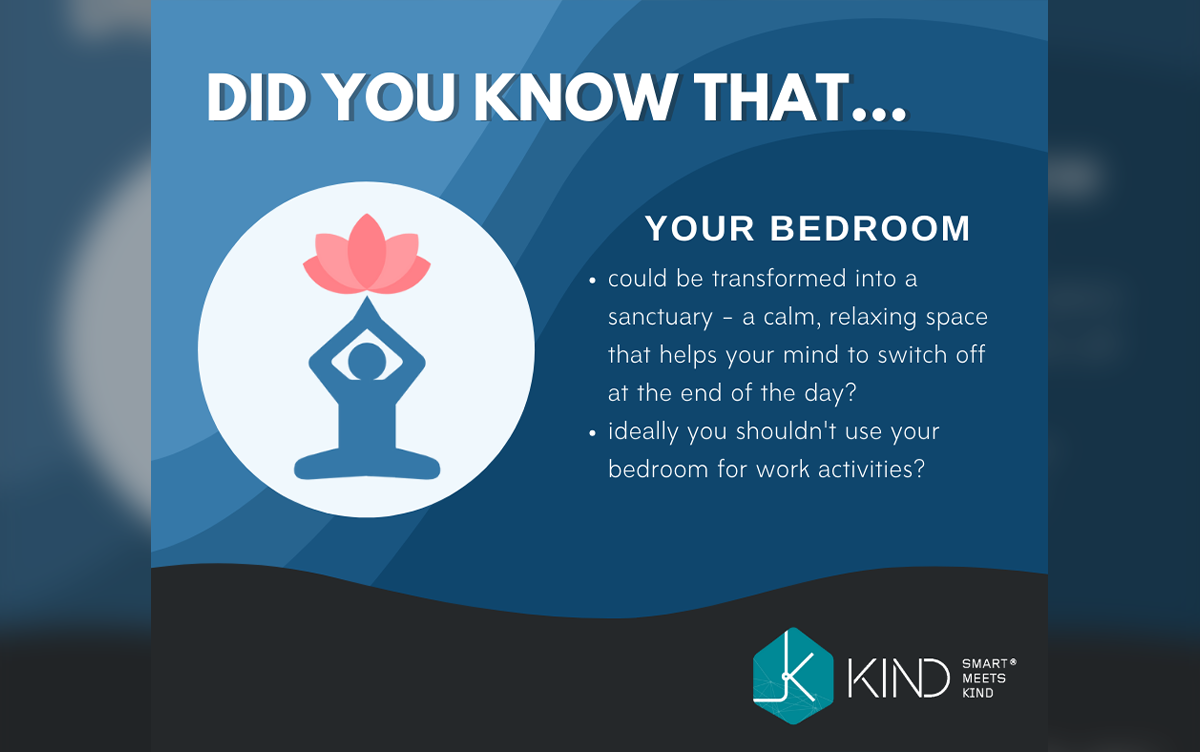 DID YOU KNOW THAT...
YOUR BEDROOM
• could be transformed into a
sanctuary - a calm, relaxing space
that helps your mind to switch off
at the end of the day?
• ideally you shouldn't use your
bedroom for work activities?
KIND
SMART®
MEETS
KIND